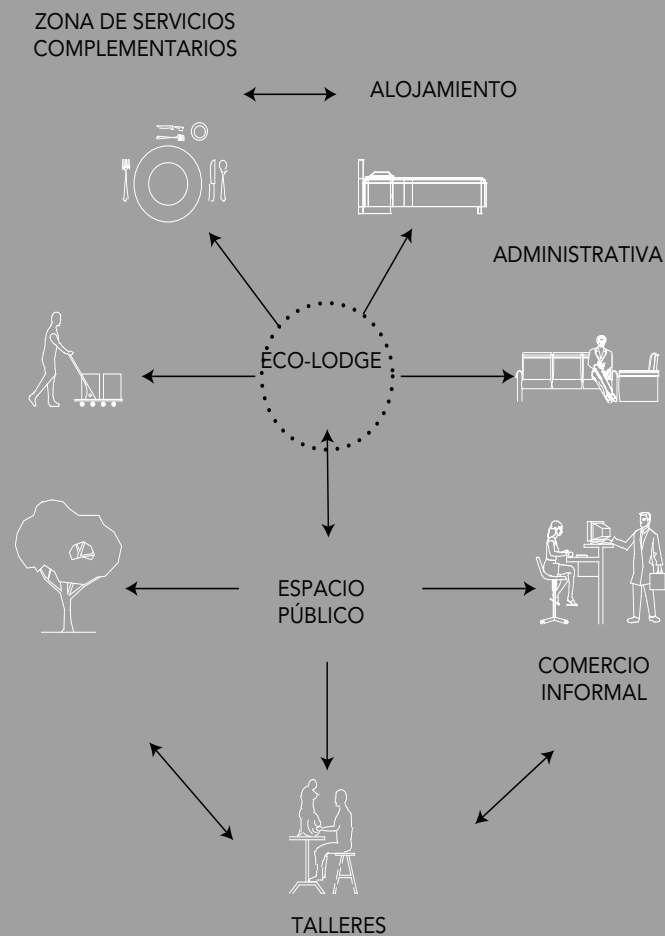 ZONA DE SERVICIOS
COMPLEMENTARIOS
ALOJAMIENTO
ADMINISTRATIVA
ECO-LODGE
ESPACIO
PÚBLICO
COMERCIO
INFORMAL
TALLERES